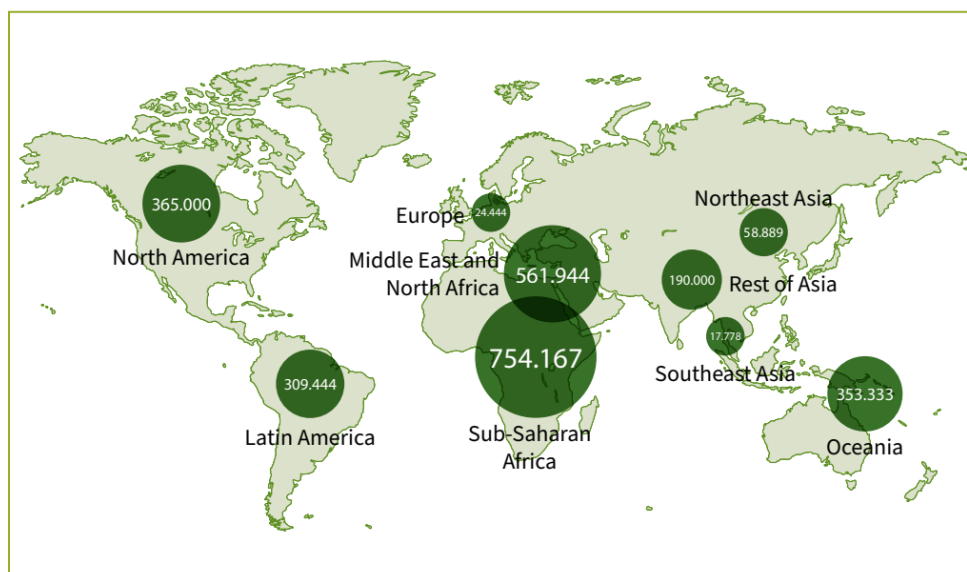 365.000
North America
Europe
24.444
Northeast Asia
58.889
Middle East and
North Africa
561.944
190.000
Rest of Asia
754.167
17.778
Southeast Asia
309.444
Latin America
Sub-Saharan
Africa
353.333
Oceania